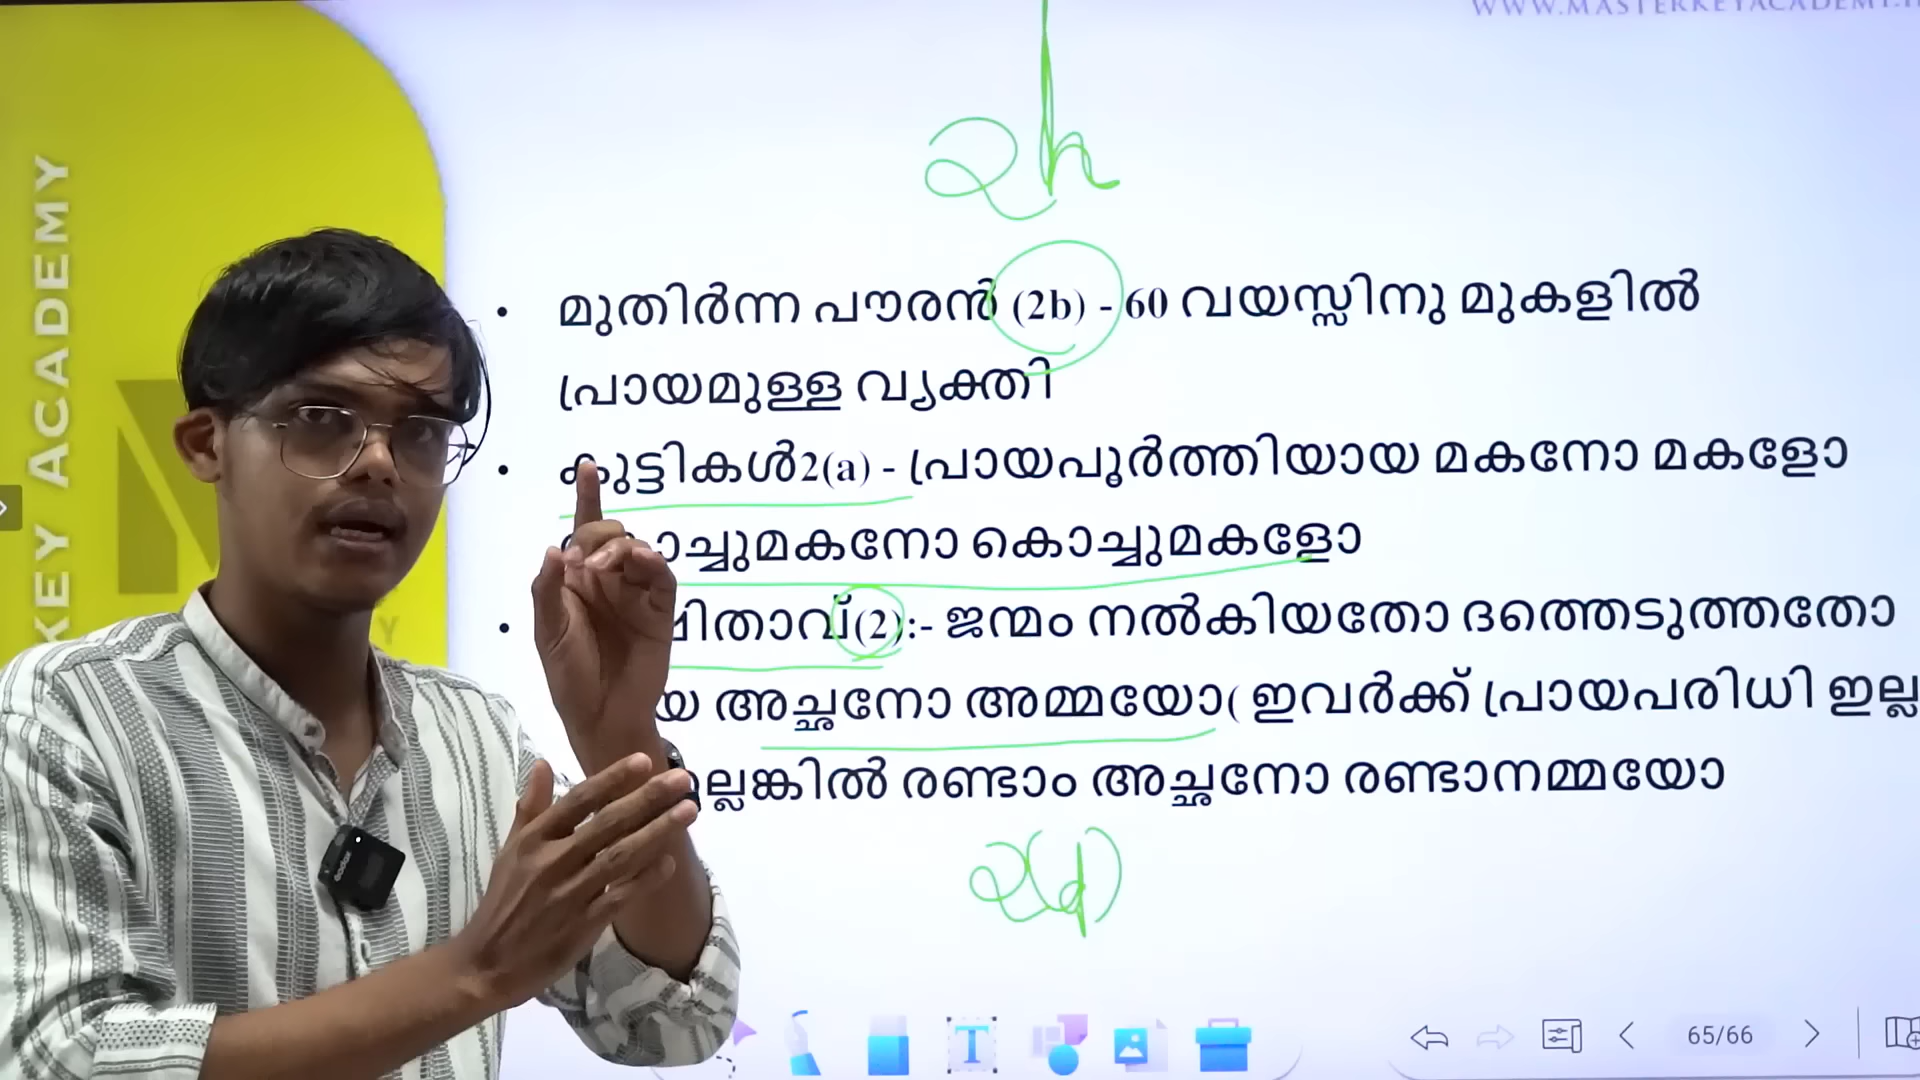 WWW.MASTERKEYACADEMY.
KEY ACADEMY
2h
• മുതിർന്ന പൗരൻ (2b) - 60 വയസ്സിനു മുകളിൽ
പ്രായമുള്ള വ്യക്തി
• കുട്ടികൾ2(a) - പ്രായപൂർത്തിയായ മകനോ മകളോ
കൊച്ചുമകനോ കൊച്ചുമകളോ
• (2):- ജന്മം നൽകിയതോ ദത്തെടുത്തതോ
അച്ഛനോ അമ്മയോ( ഇവർക്ക് പ്രായപരിധി ഇല്ല
രണ്ടാം അച്ഛനോ രണ്ടാനമ്മയോ
2(d)
Godox
T
65/66